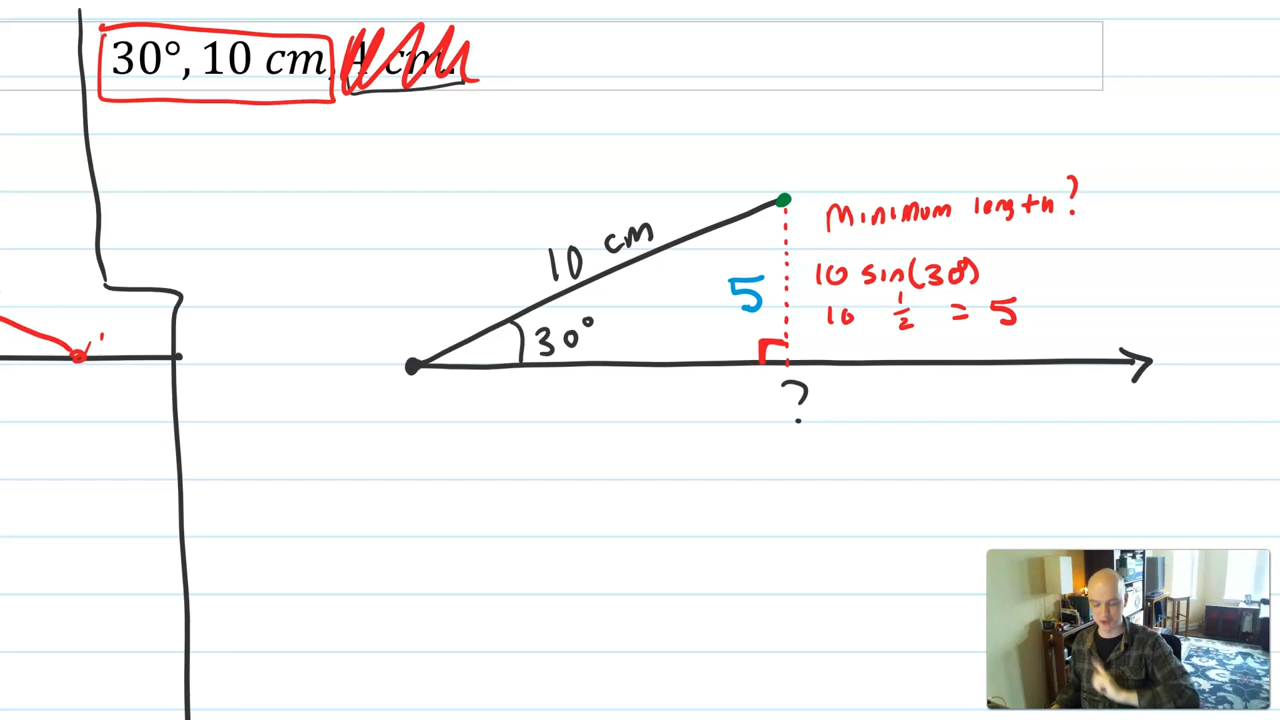 30°, 10 cm,
10 cm
30°
5
?
Minimum length?
10 sin(30°)
10 1/2 = 5